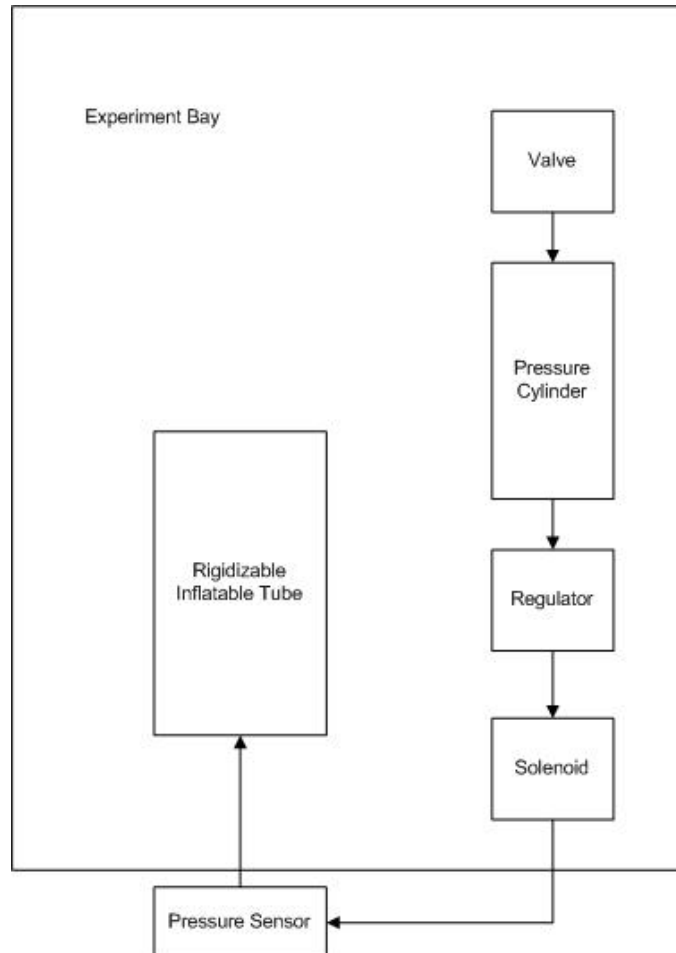 Experiment Bay
Valve
Pressure
Cylinder
Rigidizable
Inflatable Tube
Regulator
Solenoid
Pressure Sensor